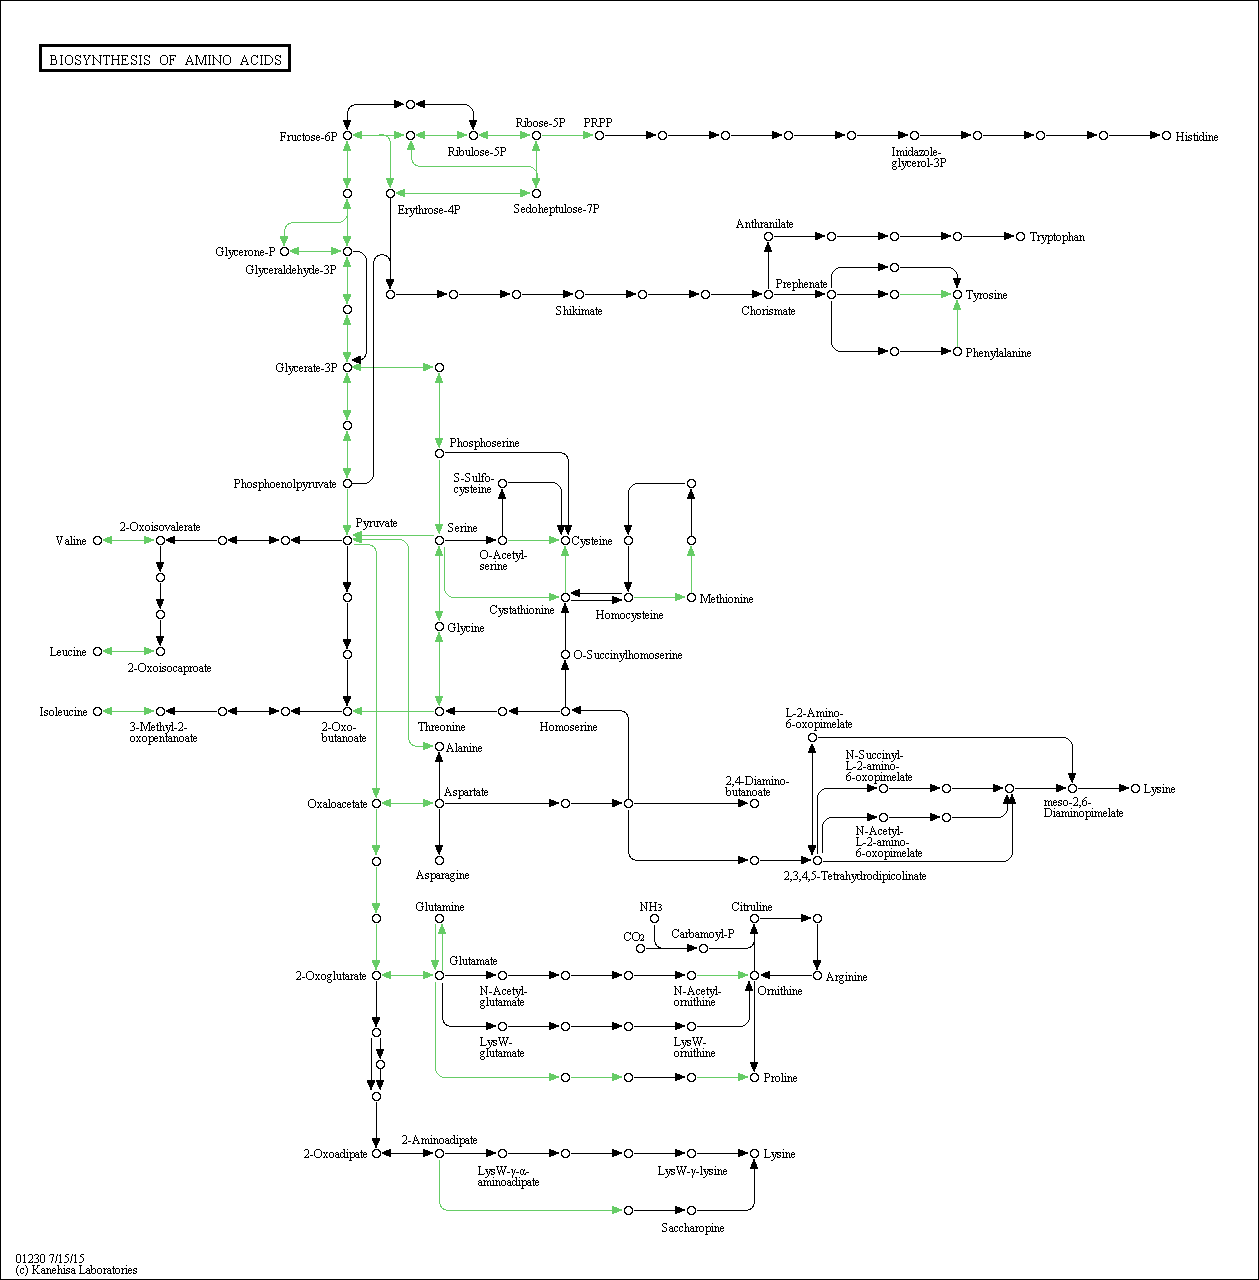 BIOSYNTHESIS OF AMINO ACIDS
Fructose-6P
Ribulose-5P
Ribose-5P
PRPP
Imidazole-
glycerol-3P
Histidine
Erythrose-4P
Sedoheptulose-7P
Glycerone-P
Glyceraldehyde-3P
Anthranilate
Tryptophan
Shikimate
Chorismate
Prephenate
Tyrosine
Phenylalanine
Glycerate-3P
Phosphoserine
Phosphoenolpyruvate
S-Sulfo-
cysteine
Valine
2-Oxoisovalerate
Pyruvate
Serine
O-Acetyl-
serine
Cysteine
Cystathionine
Homocysteine
Methionine
Glycine
Leucine
2-Oxoisocaproate
O-Succinylhomoserine
Isoleucine
3-Methyl-2-
oxopentanoate
2-Oxo-
butanoate
Threonine
Homoserine
Alanine
L-2-Amino-
6-oxopimelate
N-Succinyl-
L-2-amino-
6-oxopimelate
Oxaloacetate
Aspartate
2,4-Diamino-
butanoate
meso-2,6-
Diaminopimelate
Lysine
N-Acetyl-
L-2-amino-
6-oxopimelate
Asparagine
2,3,4,5-Tetrahydrodipicolinate
Glutamine
NH3
CO2
Carbamoyl-P
Citruline
2-Oxoglutarate
Glutamate
N-Acetyl-
glutamate
N-Acetyl-
ornithine
Ornithine
Arginine
LysW-
glutamate
LysW-
ornithine
Proline
2-Oxoadipate
2-Aminoadipate
LysW-γ-α-
aminoadipate
LysW-γ-lysine
Lysine
Saccharopine
01230 7/15/15
(c) Kanehisa Laboratories